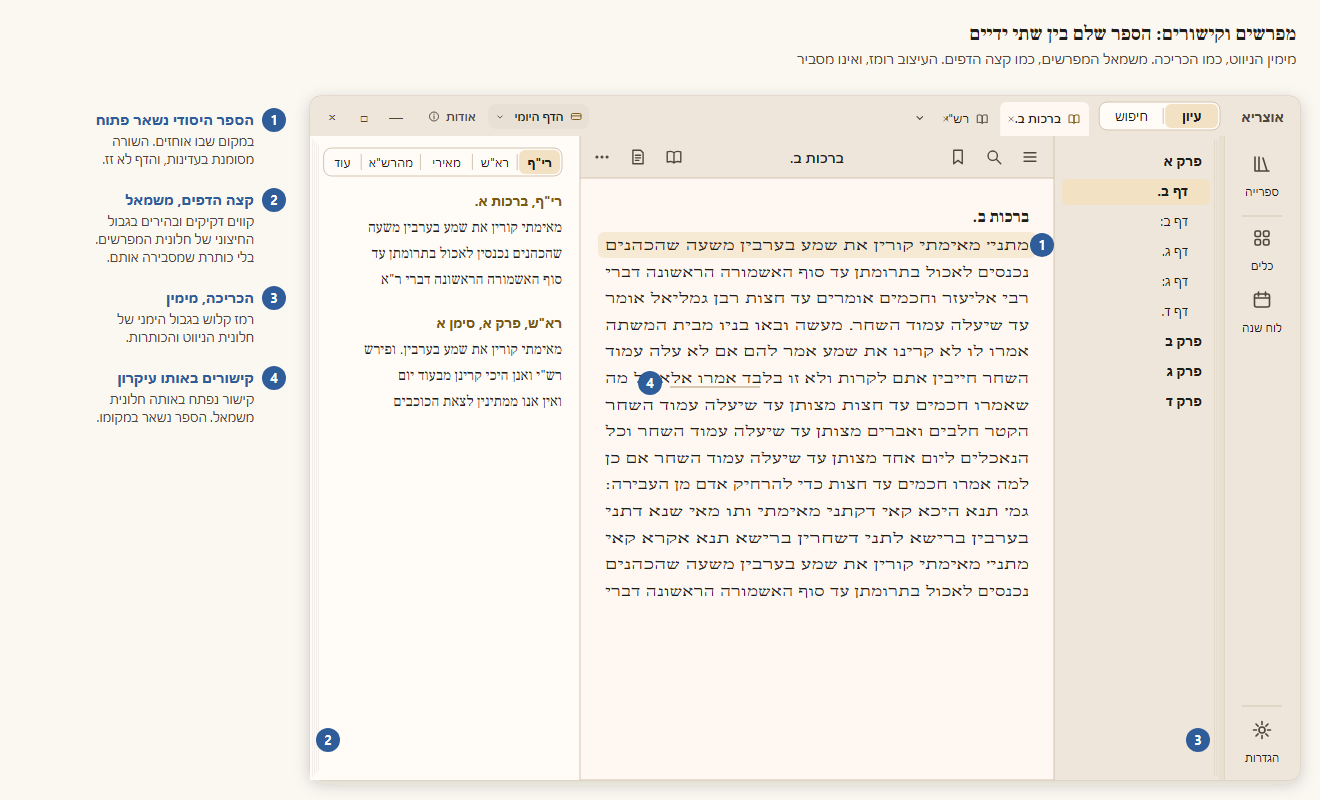 מפרשים וקישורים: הספר שלם בין שתי ידיים
מימין הניווט, כמו הכריכה. משמאל המפרשים, כמו קצה הדפים. העיצוב רומז, ואינו מסביר
אוצריא
עיון
חיפוש
ברכות ב.
רש"י
הדף היומי
אודות
ספרייה
כלים
לוח שנה
הגדרות
פרק א
דף ב.
דף ב:
דף ג.
דף ג:
דף ד.
פרק ב
פרק ג
פרק ד
ברכות ב.
ברכות ב.
מתני׳ מאימתי קורין את שמע בערבין משעה שהכהנים
1
נכנסים לאכול בתרומתן עד סוף האשמורה הראשונה דברי
רבי אליעזר וחכמים אומרים עד חצות רבן גמליאל אומר
עד שיעלה עמוד השחר. מעשה ובאו בניו מבית המשתה
אמרו לו לא קרינו את שמע אמר להם אם לא עלה עמוד
השחר חייבין אתם לקרות ולא זו בלבד אמרו אלא מה
4
שאמרו חכמים עד חצות מצותן עד שיעלה עמוד השחר
הקטר חלבים ואברים מצותן עד שיעלה עמוד השחר וכל
הנאכלים ליום אחד מצותן עד שיעלה עמוד השחר אם כן
למה אמרו חכמים עד חצות כדי להרחיק אדם מן העבירה:
גמ׳ תנא היכא קאי דקתני מאימתי ותו מאי שנא דתני
בערבין ברישא לתני דשחרין ברישא תנא אקרא קאי
מתני׳ מאימתי קורין את שמע בערבין משעה שהכהנים
נכנסים לאכול בתרומתן עד סוף האשמורה הראשונה דברי
3
רי"ף
רא"ש
מאירי
מהרש"א
עוד
רי"ף, ברכות א.
מאימתי קורין את שמע בערבין משעה
שהכהנים נכנסין לאכול בתרומתן עד
סוף האשמורה הראשונה דברי ר"א
רא"ש, פרק א, סימן א
מאימתי קורין את שמע בערבין. ופירש
רש"י ואנן היכי קרינן מבעוד יום
ואין אנו ממתינין לצאת הכוכבים
2
1
הספר היסודי נשאר פתוח
במקום שבו אוחזים. השורה
מסומנת בעדינות, והדף לא זז.
2
קצה הדפים, משמאל
קווים דקיקים ובהירים בגבול
החיצוני של חלונית המפרשים.
בלי כותרת שמסבירה אותם.
3
הכריכה, מימין
רמז קלוש בגבול הימני של
חלונית הניווט והכותרות.
4
קישורים באותו עיקרון
קישור נפתח באותה חלונית
משמאל. הספר נשאר במקומו.